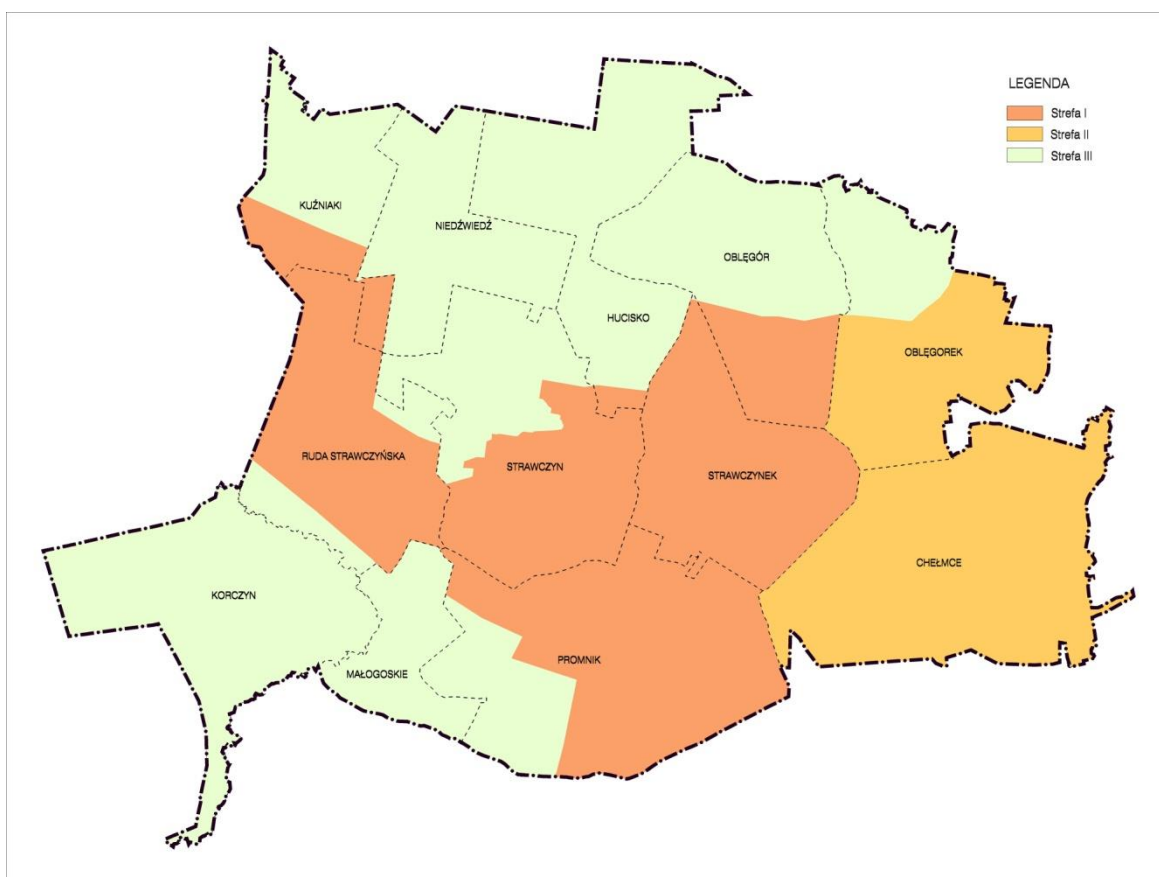 LEGENDA
Strefa I
Strefa II
Strefa III
KUŹNIAKI
NIEDŹWIEDŹ
OBLĘGÓR
HUCISKO
OBLĘGOREK
RUDA STRAWCZYŃSKA
STRAWCZYN
STRAWCZYNEK
CHEŁMCE
KORCZYN
PROMNIK
MAŁOGOSKIE